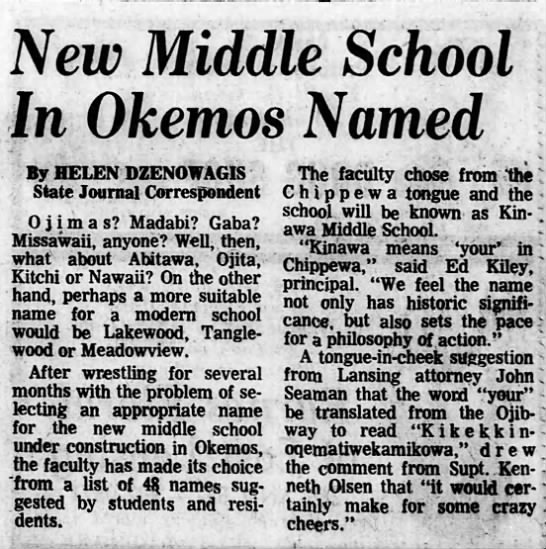 New Middle School
In Okemos Named
By HELEN DZENOWAGIS
State Journal Correspondent
Ojimas? Madabi? Gaba?
Missawaii, anyone? Well, then,
what about Abitawa, Ojita,
Kitchi or Nawaii? On the other
hand, perhaps a more suitable
name for a modern school
would be Lakewood, Tangle-
wood or Meadowview.
After wrestling for several
months with the problem of se-
lecting an appropriate name
for the new middle school
under construction in Okemos,
the faculty has made its choice
from a list of 48 names sug-
gested by students and resi-
dents.
The faculty chose from the
Chippewa tongue and the
school will be known as Kin-
awa Middle School.
"Kinawa means 'your' in
Chippewa," said Ed Kiley,
principal. "We feel the name
not only has historic signifi-
cance, but also sets the pace
for a philosophy of action."
A tongue-in-cheek suggestion
from Lansing attorney John
Seaman that the word "your"
be translated from the Ojib-
way to read "Kikekkin-
oqematiwekamikowa," drew
the comment from Supt. Ken-
neth Olsen that "it would cer-
tainly make for some crazy
cheers."